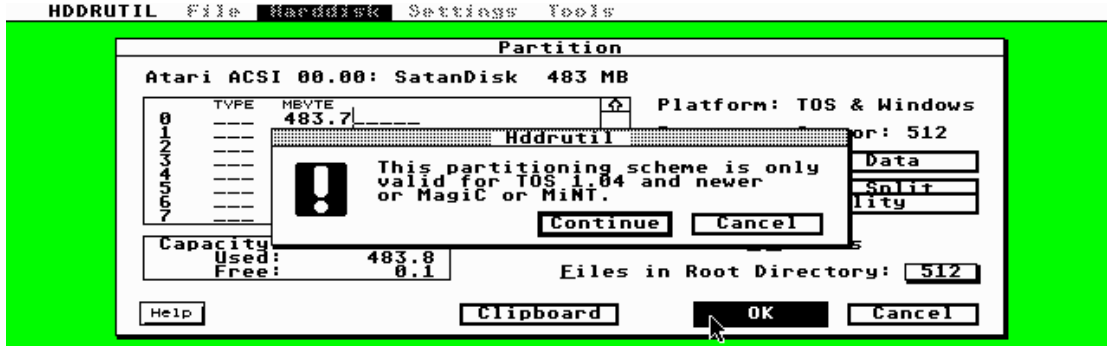 HDDRUTIL File Harddisk Settings Tools
Partition
Atari ACSI 00.00: SatanDisk 483 MB
TYPE MBYTE
Platform: TOS & Windows
0 ___ 483.7_____
or: 512
1 ___
Hddrutil
2 ___
3 ___
4 ___
5 ___
6 ___
7 ___
This partitioning scheme is only
valid for TOS 1.04 and newer
or MagiC or MiNT.
Continue Cancel
Data
Split
lity
Capacity
Used: 483.8
Free: 0.1
s
Files in Root Directory: 512
Help Clipboard OK Cancel